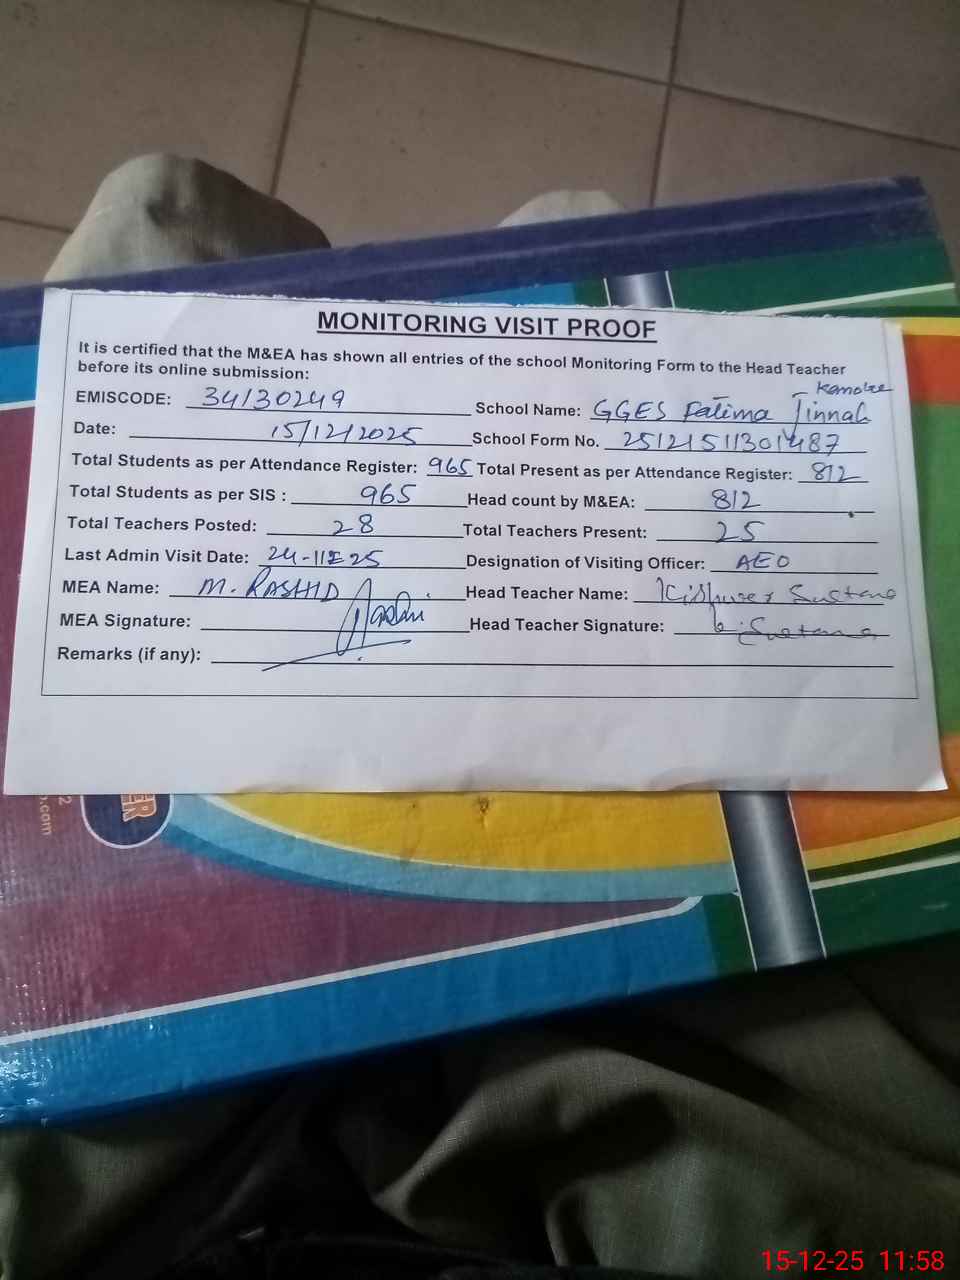 MONITORING VISIT PROOF
It is certified that the M&EA has shown all entries of the school Monitoring Form to the Head Teacher
before its online submission:
EMISCODE: 34130249 School Name: GGES Fatima Jinnah Kamoke
Date: 15/12/2025 School Form No. 25121511301487
Total Students as per Attendance Register: 965 Total Present as per Attendance Register: 812
Total Students as per SIS : 965 Head count by M&EA: 812
Total Teachers Posted: 28 Total Teachers Present: 25
Last Admin Visit Date: 24-11-25 Designation of Visiting Officer: AEO
MEA Name: M. RASHID Head Teacher Name: Sultana
MEA Signature: Head Teacher Signature:
Remarks (if any):
.com
15-12-25 11:58